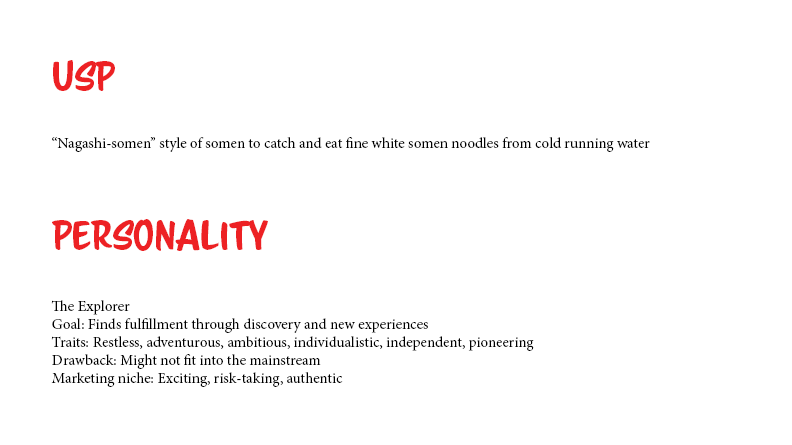 USP
“Nagashi-somen” style of somen to catch and eat fine white somen noodles from cold running water
PERSONALITY
The Explorer
Goal: Finds fulfillment through discovery and new experiences
Traits: Restless, adventurous, ambitious, individualistic, independent, pioneering
Drawback: Might not fit into the mainstream
Marketing niche: Exciting, risk-taking, authentic